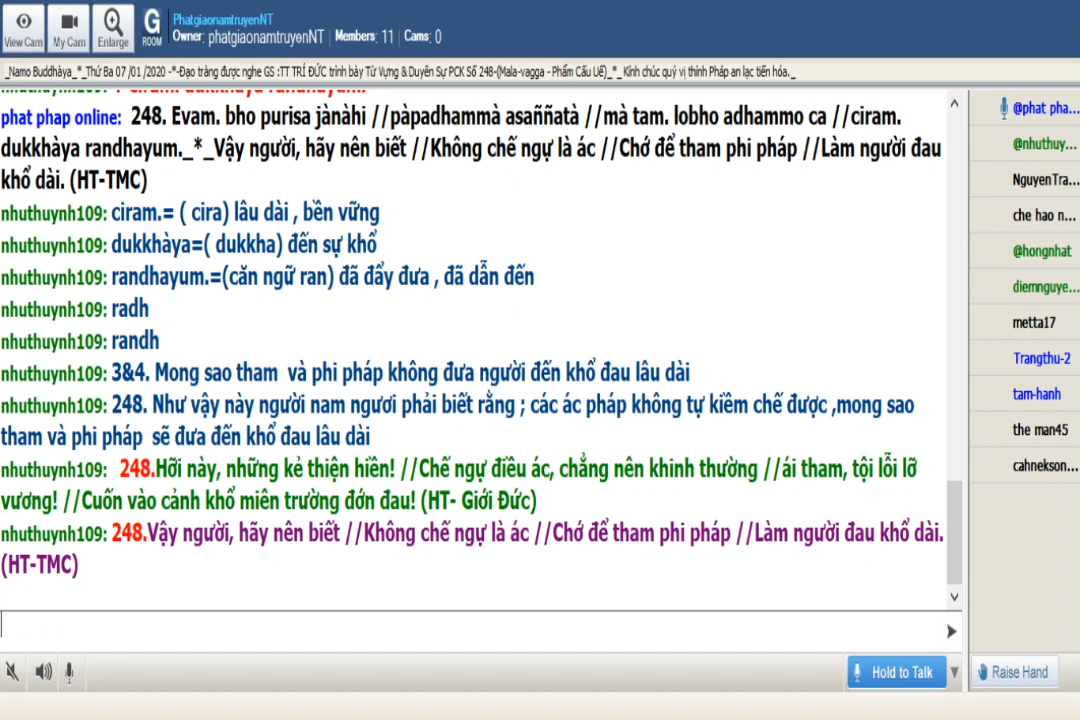 PhatgiaonamtruyenNT
Owner: phatgiaonamtruyenNT | Members: 11 | Cams: 0
View Cam My Cam Enlarge G ROOM
_Namo Buddhàya_*_Thứ Ba 07 /01 /2020 -*-Đạo tràng được nghe GS :TT TRÍ ĐỨC trình bày Từ Vựng & Duyên Sự PCK Số 248-(Mala-vagga - Phẩm Cấu Uế)_*_ Kính chúc quý vị thính Pháp an lạc tiến hóa._
phat phap online: 248. Evam. bho purisa jànàhi //pàpadhammà asaññatà //mà tam. lobho adhammo ca //ciram.
dukkhàya randhayum._*_Vậy người, hãy nên biết //Không chế ngự là ác //Chớ để tham phi pháp //Làm người đau
khổ dài. (HT-TMC)
nhuthuynh109: ciram.= ( cira) lâu dài , bền vững
nhuthuynh109: dukkhàya=( dukkha) đến sự khổ
nhuthuynh109: randhayum.=(căn ngữ ran) đã đẩy đưa , đã dẫn đến
nhuthuynh109: radh
nhuthuynh109: randh
nhuthuynh109: 3&4. Mong sao tham và phi pháp không đưa người đến khổ đau lâu dài
nhuthuynh109: 248. Như vậy này người nam ngươi phải biết rằng ; các ác pháp không tự kiềm chế được ,mong sao
tham và phi pháp sẽ đưa đến khổ đau lâu dài
nhuthuynh109: 248.Hỡi này, những kẻ thiện hiền! //Chế ngự điều ác, chẳng nên khinh thường //ái tham, tội lỗi lỡ
vương! //Cuốn vào cảnh khổ miên trường đớn đau! (HT- Giới Đức)
nhuthuynh109: 248.Vậy người, hãy nên biết //Không chế ngự là ác //Chớ để tham phi pháp //Làm người đau khổ dài.
(HT-TMC)
@phat pha...
@nhuthuy...
NguyenTra...
che hao n...
@hongnhat
diemnguye...
metta17
Trangthu-2
tam-hanh
the man45
cahnekson...
Hold to Talk
Raise Hand